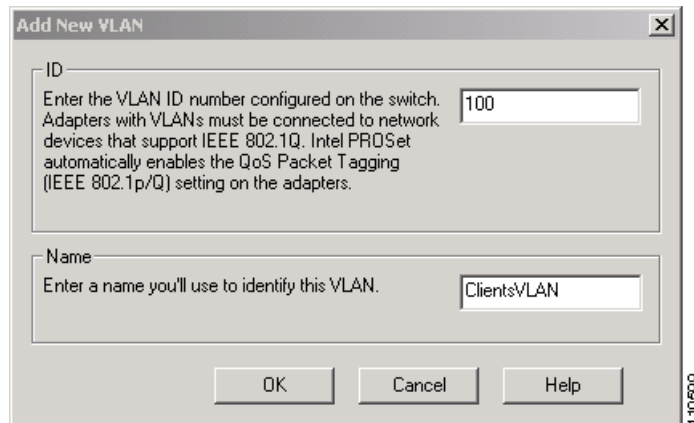 Add New VLAN
ID
Enter the VLAN ID number configured on the switch.
Adapters with VLANs must be connected to network
devices that support IEEE 802.1Q. Intel PROSet
automatically enables the QoS Packet Tagging
(IEEE 802.1p/Q) setting on the adapters.
100
Name
Enter a name you'll use to identify this VLAN.
ClientsVLAN
OK
Cancel
Help